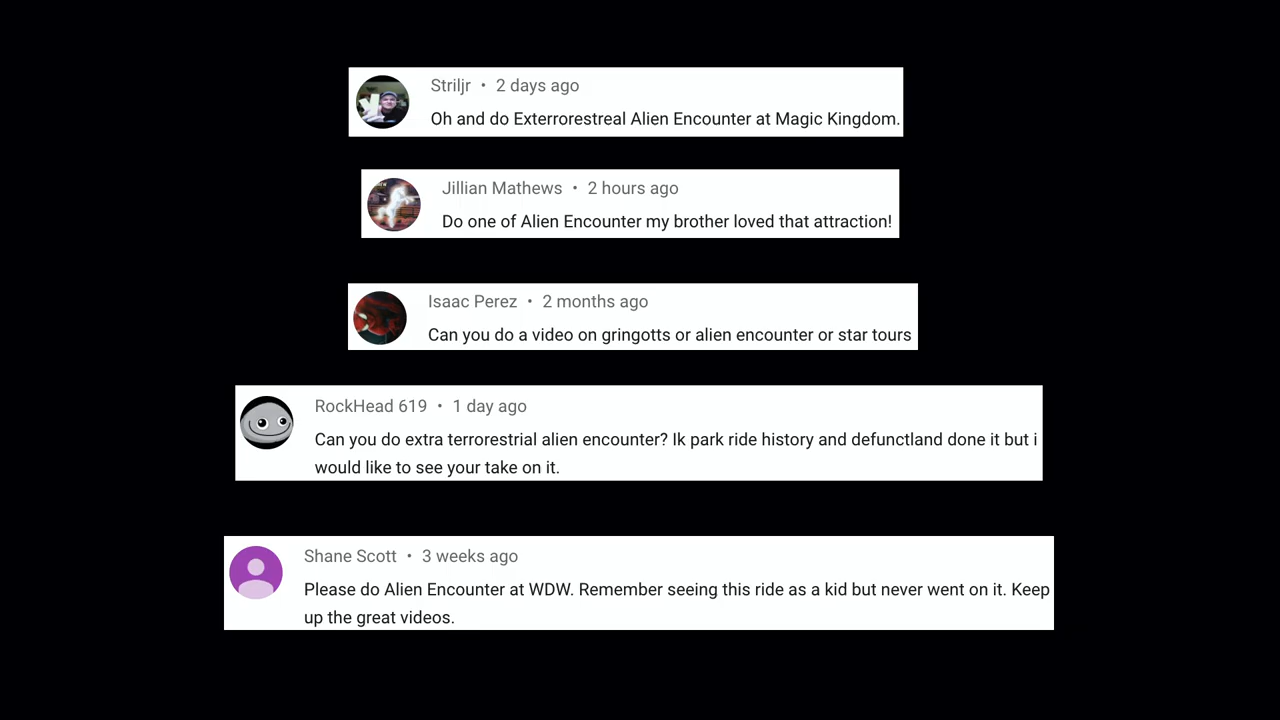 Striljr • 2 days ago
Oh and do Exterrorestreal Alien Encounter at Magic Kingdom.
Jillian Mathews • 2 hours ago
Do one of Alien Encounter my brother loved that attraction!
Isaac Perez • 2 months ago
Can you do a video on gringotts or alien encounter or star tours
RockHead 619 • 1 day ago
Can you do extra terrorestrial alien encounter? Ik park ride history and defunctland done it but i
would like to see your take on it.
Shane Scott • 3 weeks ago
Please do Alien Encounter at WDW. Remember seeing this ride as a kid but never went on it. Keep
up the great videos.